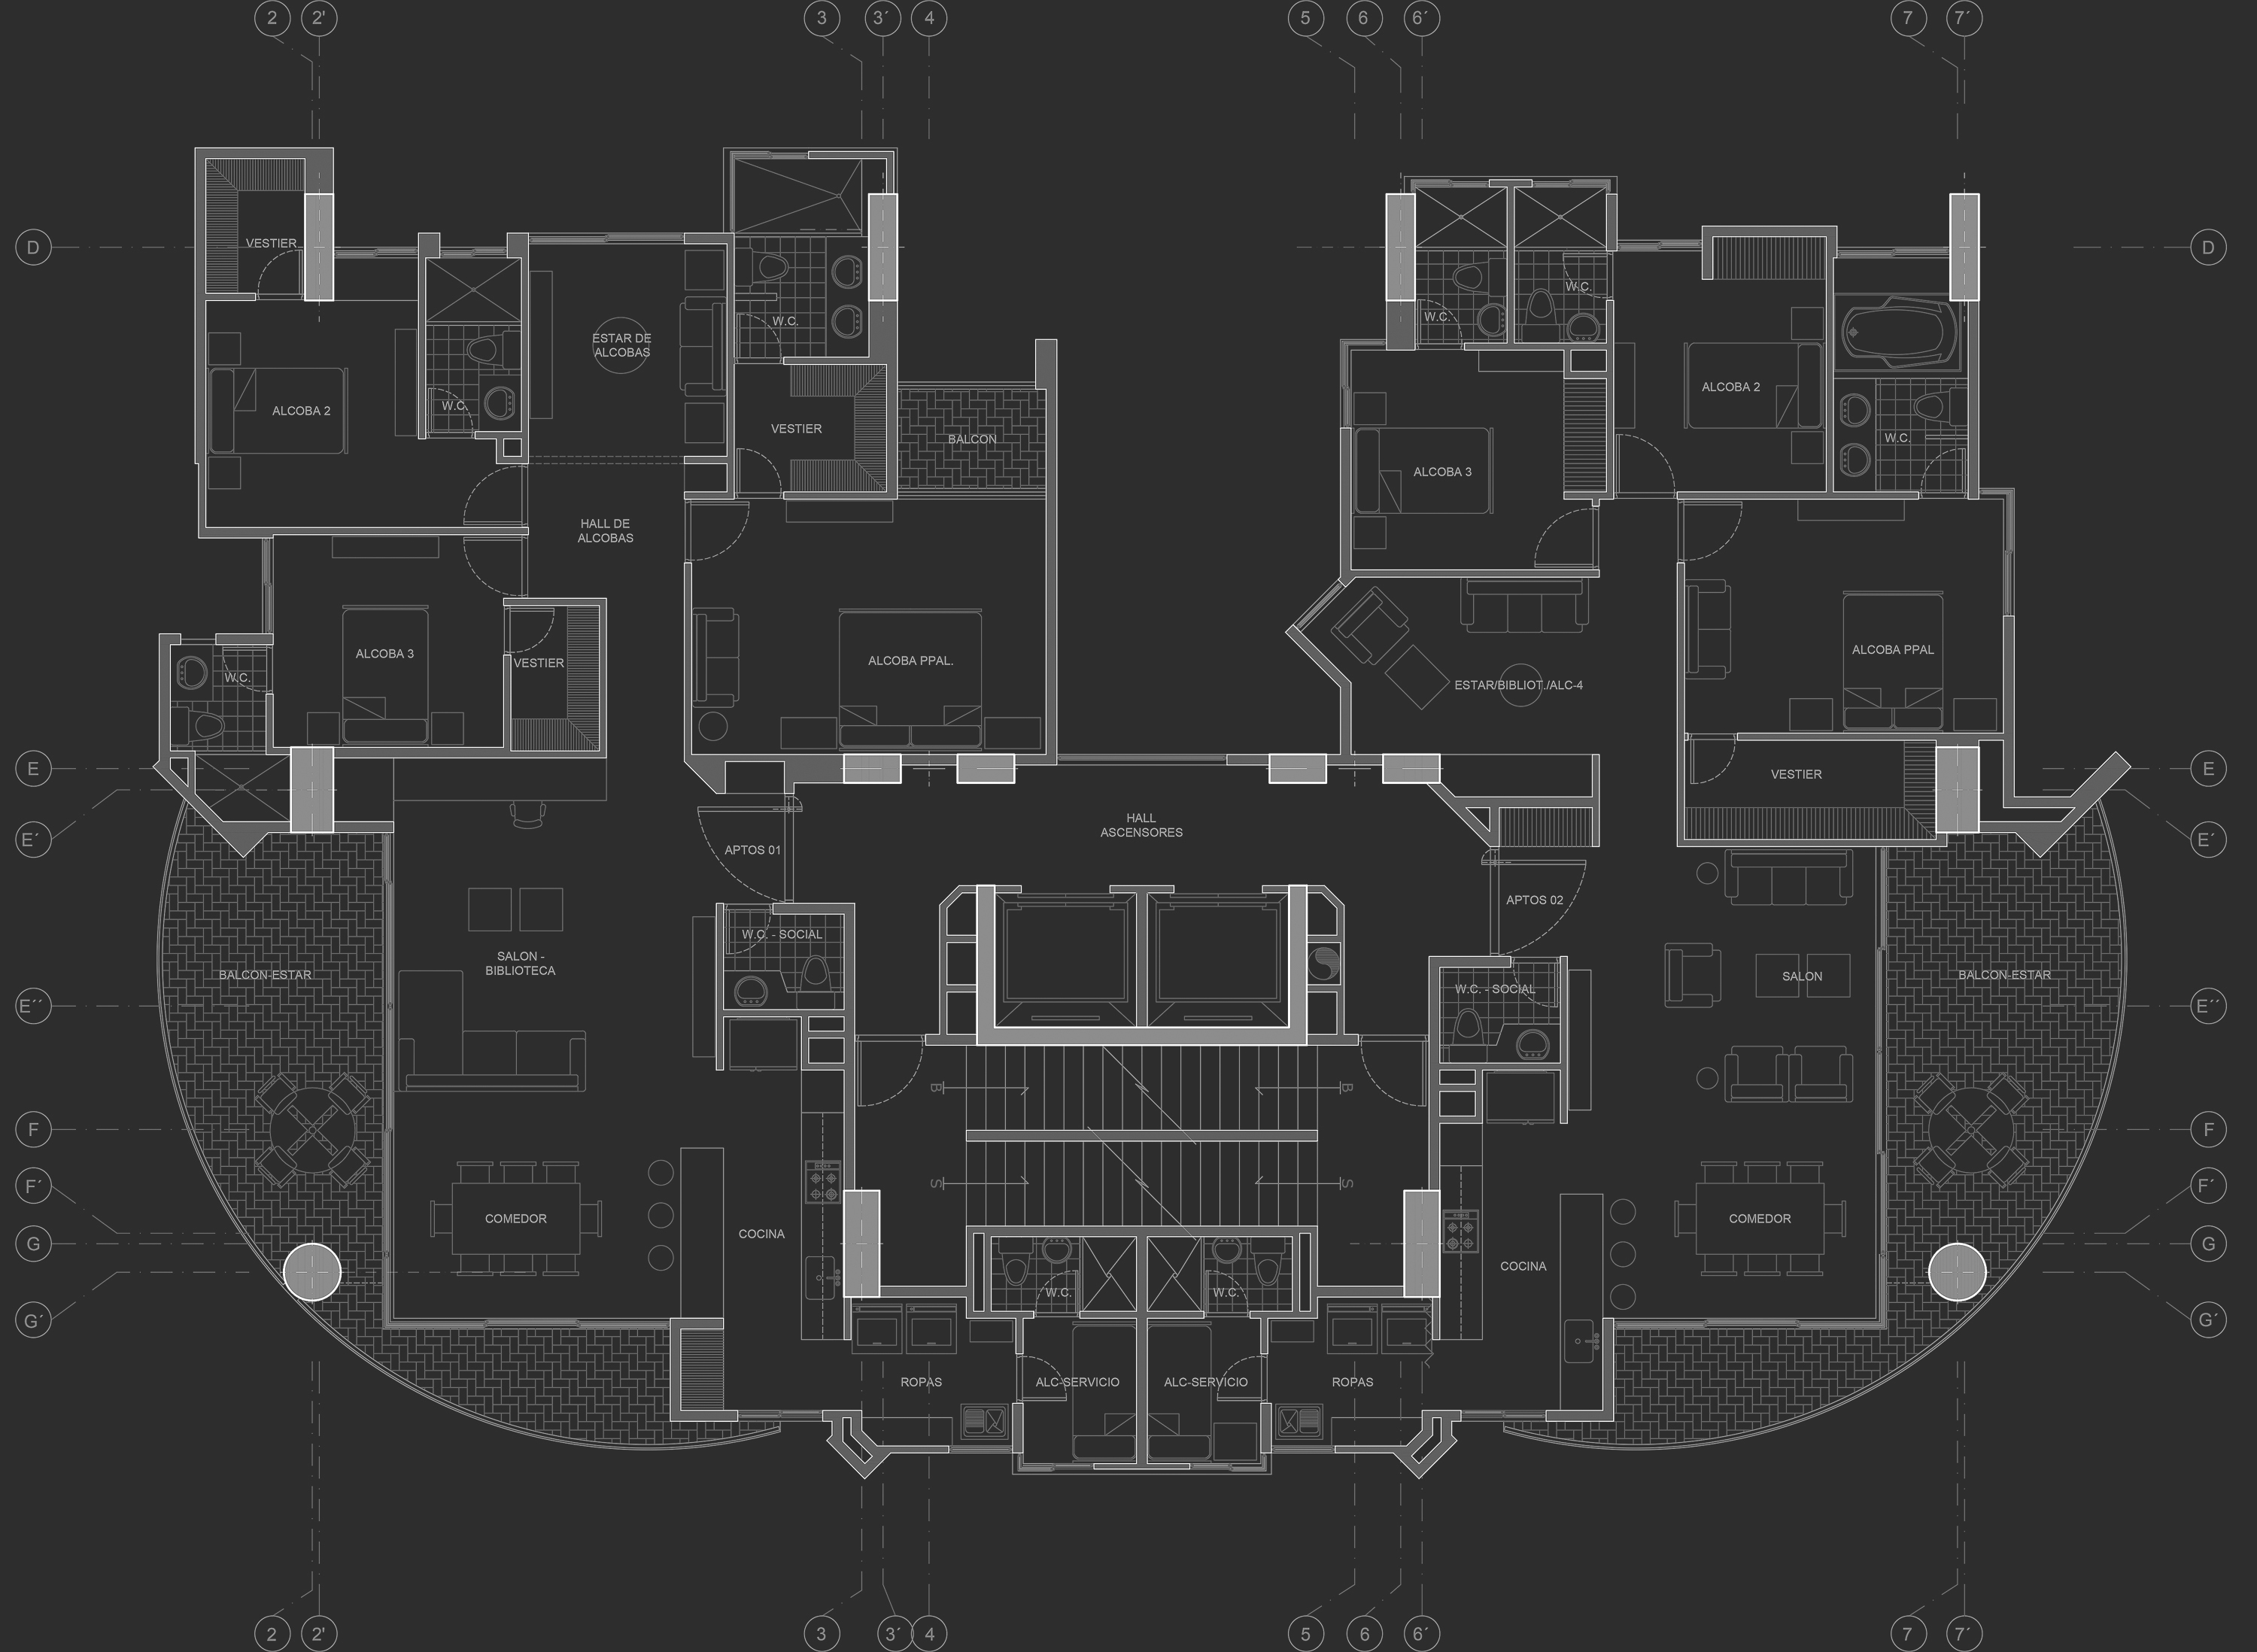 2
2'
3
3´
4
5
6
6´
7
7´
D
VESTIER
D
W.C.
W.C.
W.C.
W.C.
ESTAR DE
ALCOBAS
ALCOBA 2
W.C.
VESTIER
BALCON
ALCOBA 3
ALCOBA 2
W.C.
HALL DE
ALCOBAS
ALCOBA 3
VESTIER
W.C.
ALCOBA PPAL.
ESTAR/BIBLIOT./ALC-4
ALCOBA PPAL
E
E
VESTIER
HALL
ASCENSORES
E´
E´
APTOS 01
APTOS 02
W.C. - SOCIAL
SALON -
BIBLIOTECA
BALCON-ESTAR
W.C. - SOCIAL
SALON
BALCON-ESTAR
E´´
E´´
B
B
F
F
S
S
F´
F´
COMEDOR
COCINA
COMEDOR
G
G
COCINA
W.C.
W.C.
G´
G´
ROPAS
ALC-SERVICIO
ALC-SERVICIO
ROPAS
2
2'
3
3´
4
5
6
6´
7
7´